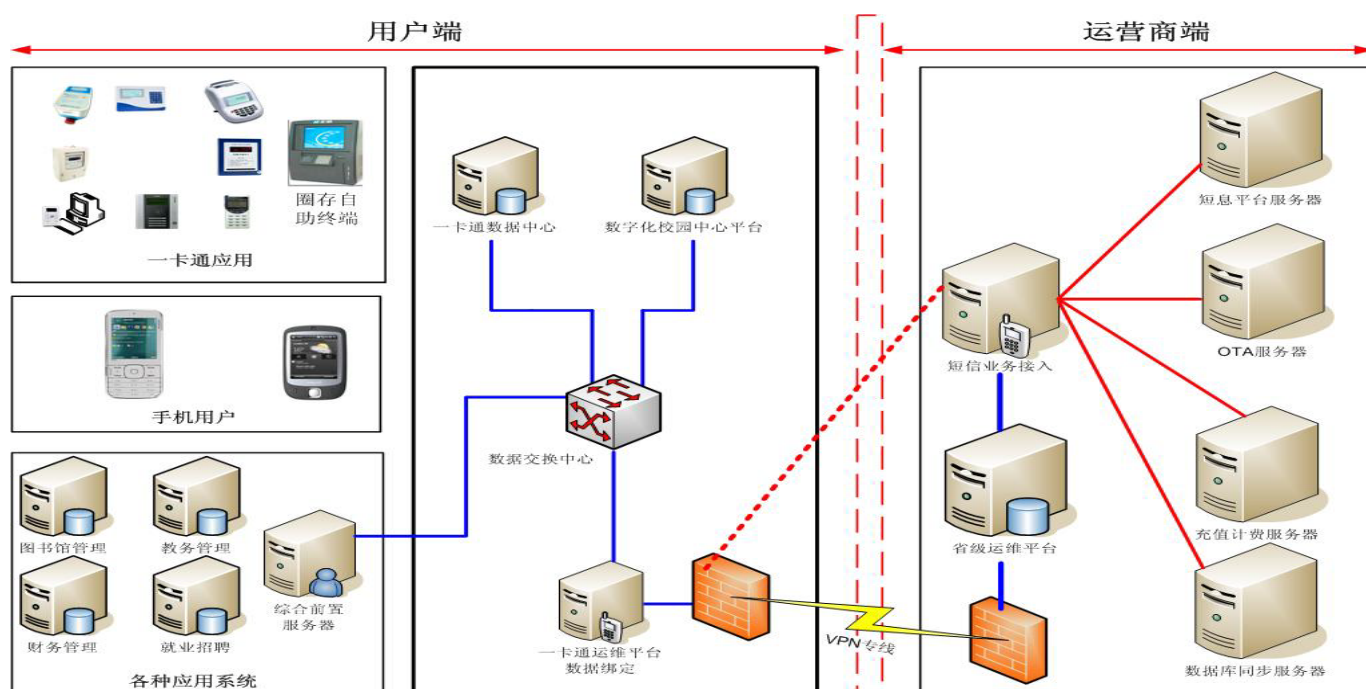 用户端
运营商端
圈存自
助终端
一卡通应用
手机用户
图书馆管理
教务管理
财务管理
就业招聘
综合前置
服务器
各种应用系统
一卡通数据中心
数字化校园中心平台
数据交换中心
一卡通运维平台
数据绑定
VPN专线
短信业务接入
省级运维平台
短息平台服务器
OTA服务器
充值计费服务器
数据库同步服务器